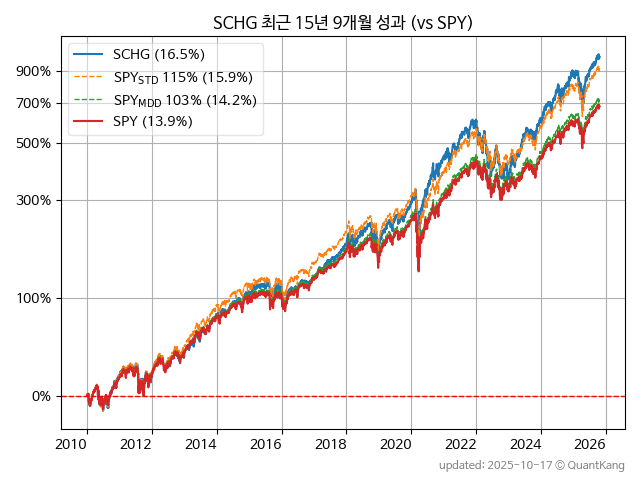 SCHG 최근 15년 9개월 성과 (vs SPY)
SCHG (16.5%)
SPY_STD 115% (15.9%)
SPY_MDD 103% (14.2%)
SPY (13.9%)
900%
700%
500%
300%
100%
0%
2010 2012 2014 2016 2018 2020 2022 2024 2026
updated: 2025-10-17 © QuantKang